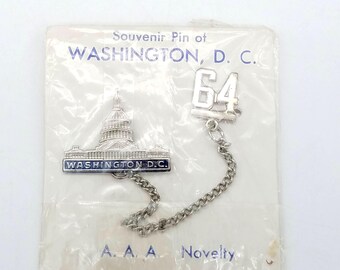 Souvenir Pin of
WASHINGTON, D. C.
64
WASHINGTON D.C.
A. A. A Novelty